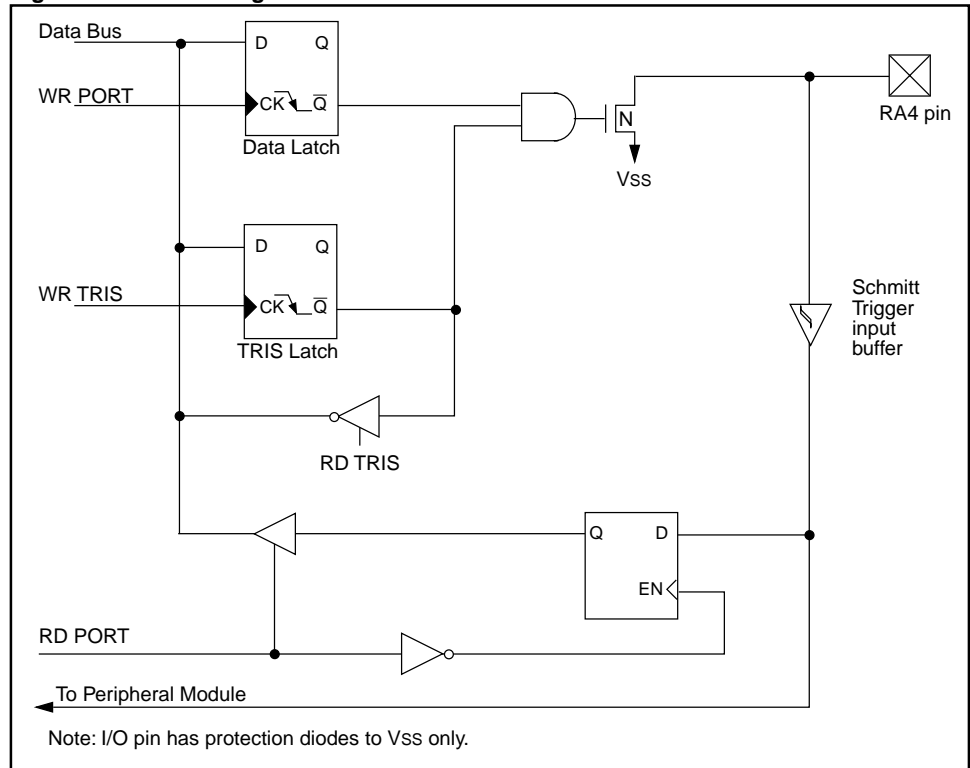 Data Bus
D Q
WR PORT
CK Q̅
Data Latch
N
VSS
RA4 pin
D Q
WR TRIS
CK Q̅
TRIS Latch
Schmitt
Trigger
input
buffer
RD TRIS
Q D
EN
RD PORT
To Peripheral Module
Note: I/O pin has protection diodes to VSS only.